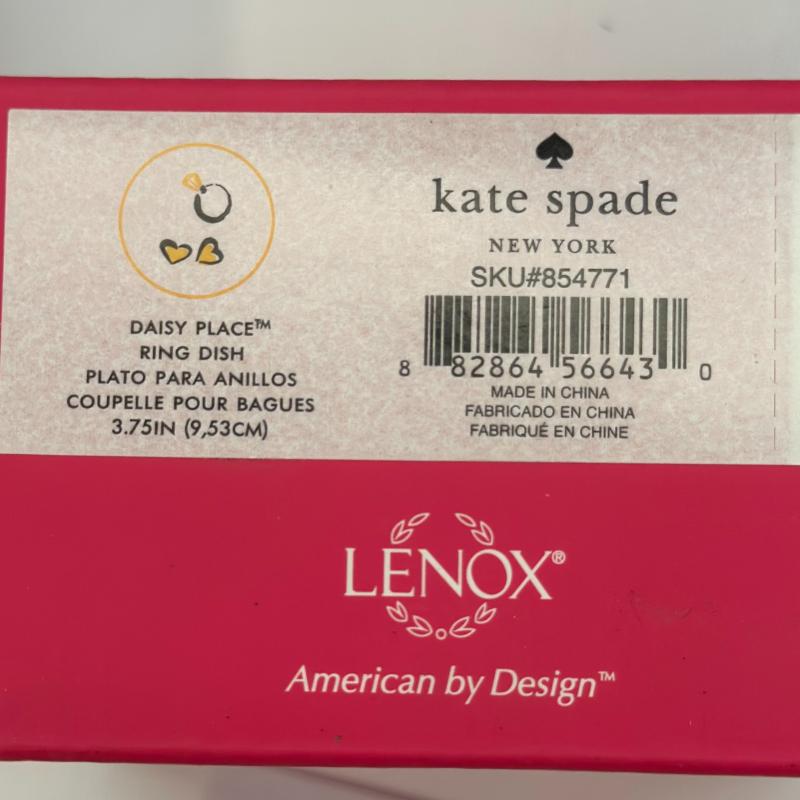 DAISY PLACE™
RING DISH
PLATO PARA ANILLOS
COUPELLE POUR BAGUES
3.75IN (9,53CM)
kate spade
NEW YORK
SKU#854771
8 82864 56643 0
MADE IN CHINA
FABRICADO EN CHINA
FABRIQUÉ EN CHINE
LENOX®
American by Design™